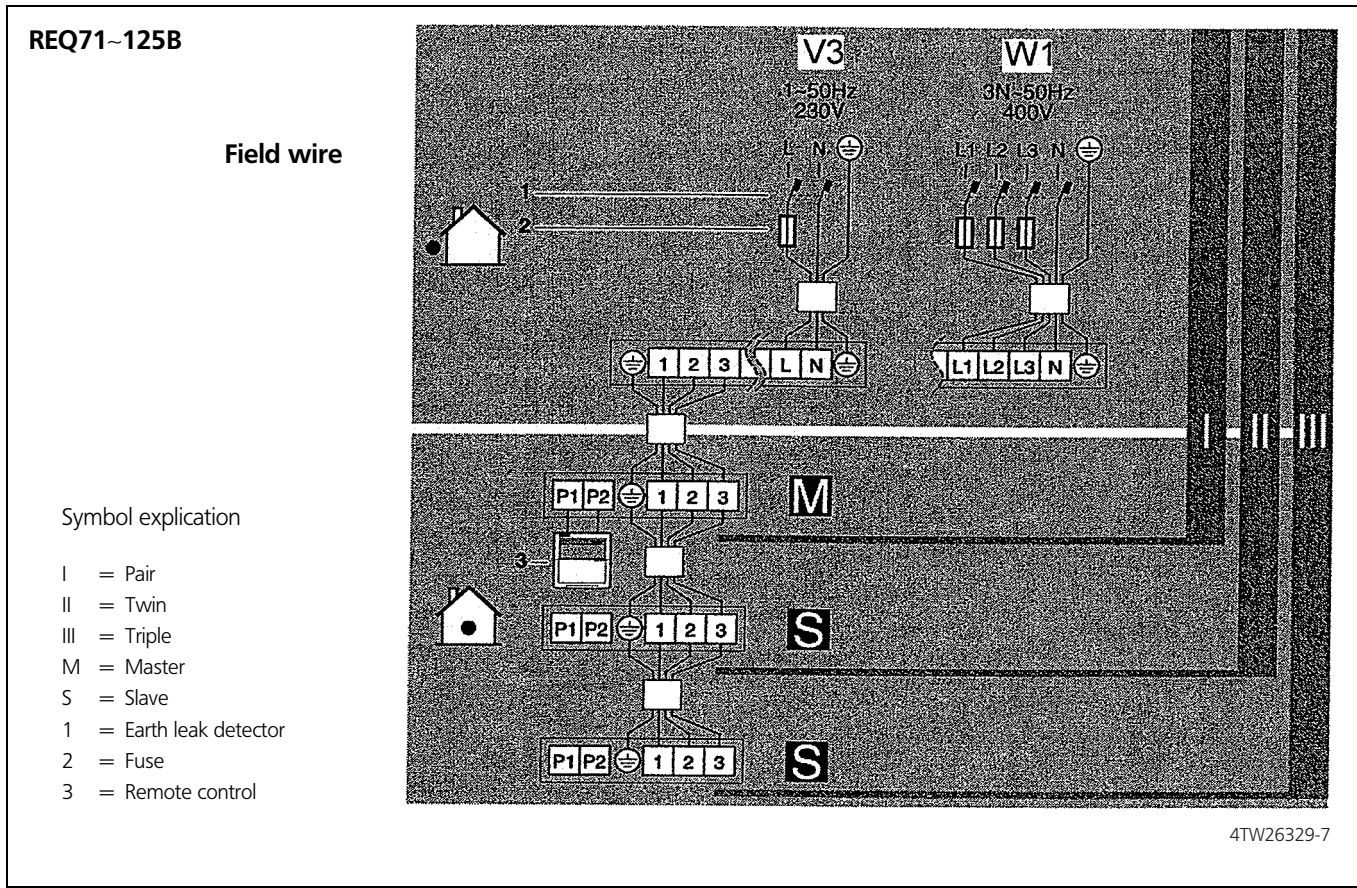 REQ71~125B
Field wire
V3
W1
1~50Hz
230V
3N~50Hz
400V
L N
L1 L2 L3 N
1
2
1 2 3 L N
L1 L2 L3 N
I II III
P1 P2 1 2 3
M
3
P1 P2 1 2 3
S
P1 P2 1 2 3
S
Symbol explication
I = Pair
II = Twin
III = Triple
M = Master
S = Slave
1 = Earth leak detector
2 = Fuse
3 = Remote control
4TW26329-7